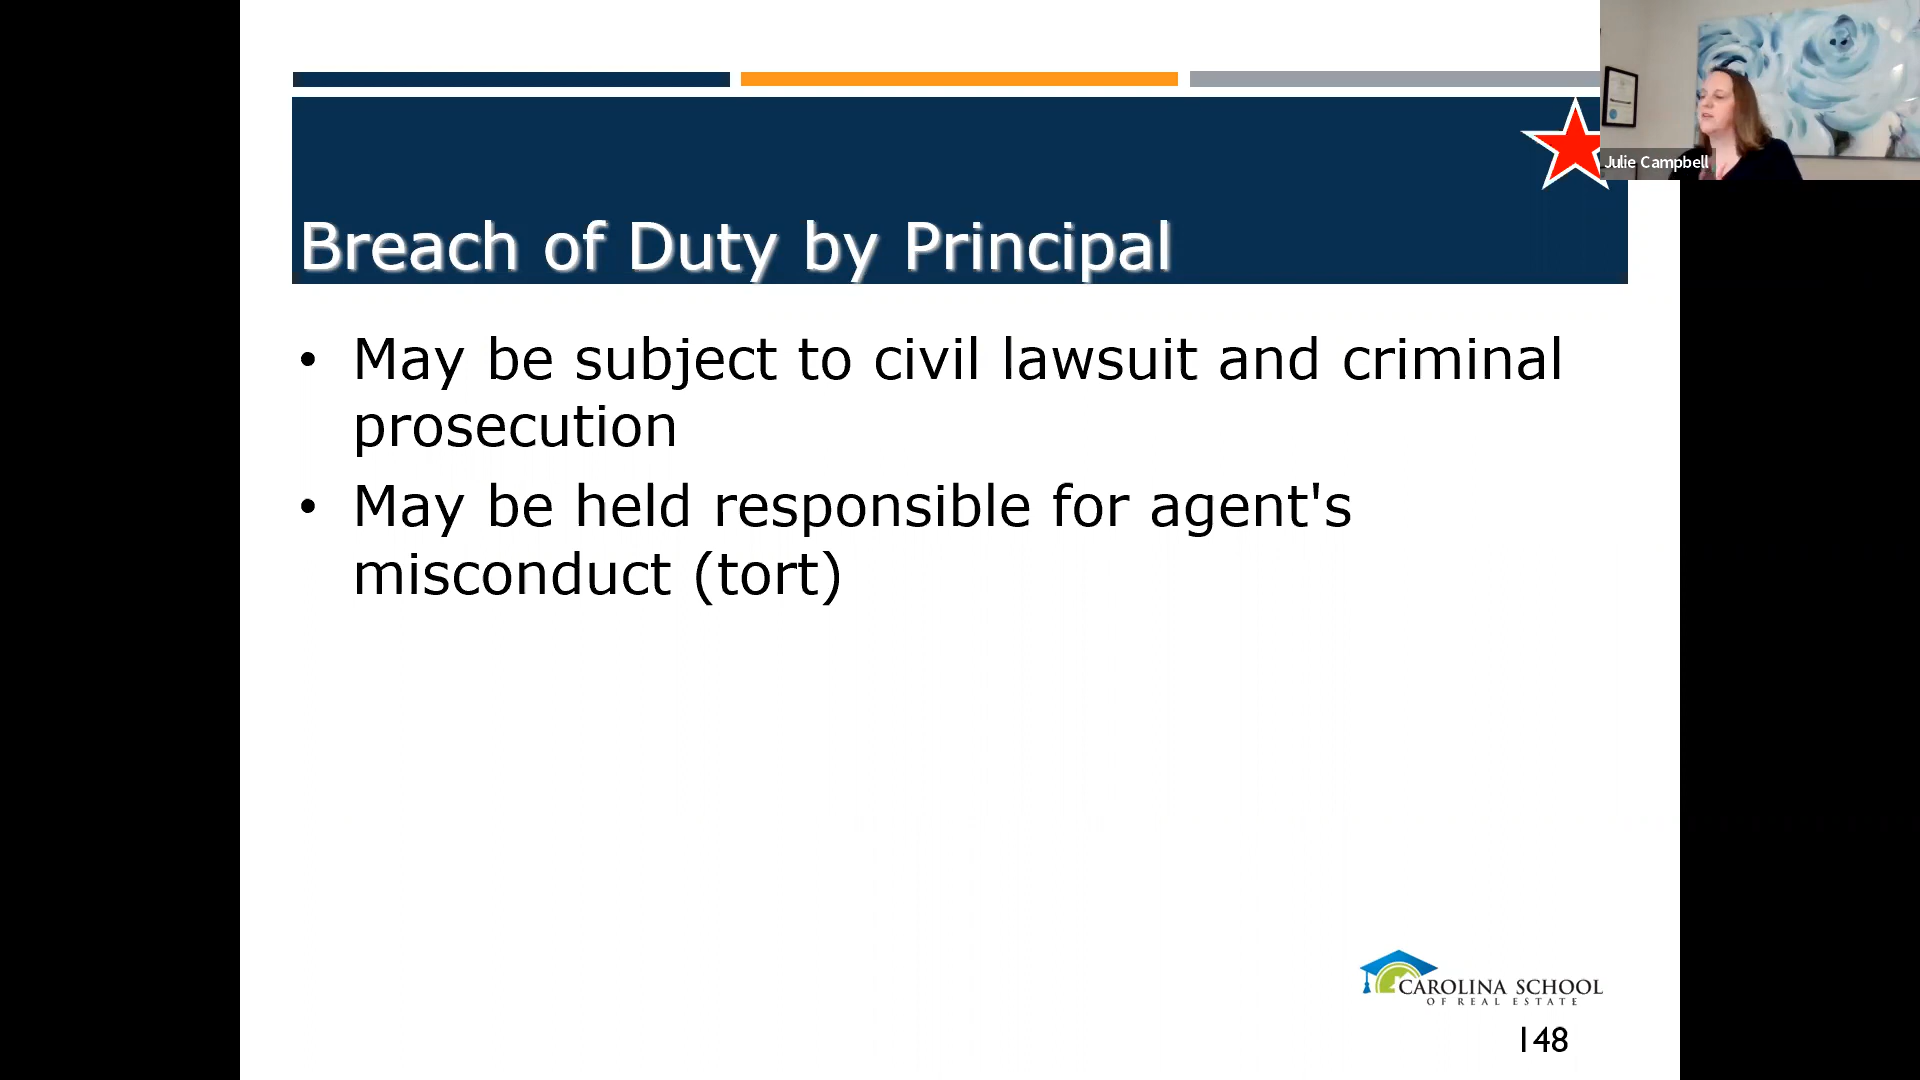 Julie Campbell
Breach of Duty by Principal
• May be subject to civil lawsuit and criminal
prosecution
• May be held responsible for agent's
misconduct (tort)
CAROLINA SCHOOL
OF REAL ESTATE
148